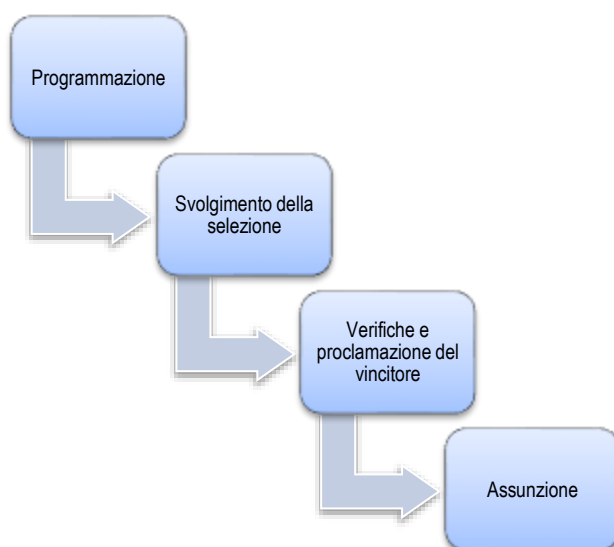 Programmazione
Svolgimento della
selezione
Verifiche e
proclamazione del
vincitore
Assunzione